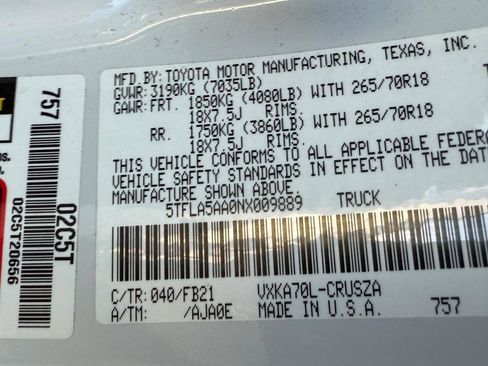 MFD.BY:TOYOTA MOTOR MANUFACTURING, TEXAS, INC.
GVWR: 3190KG (7035LB)
GAWR: FRT. 1850KG (4080LB) WITH 265/70R18
18X7.5J RIMS.
RR. 1750KG (3860LB) WITH 265/70R18
18X7.5J RIMS.
THIS VEHICLE CONFORMS TO ALL APPLICABLE FEDERA
VEHICLE SAFETY STANDARDS IN EFFECT ON THE DA
MANUFACTURE SHOWN ABOVE.
5TFLA5AA0NX009889 TRUCK
C/TR: 040/FB21 VXKA70L-CRUSZA
A/TM: /AJA0E MADE IN U.S.A. 757
757
02C5T
02C5T20656